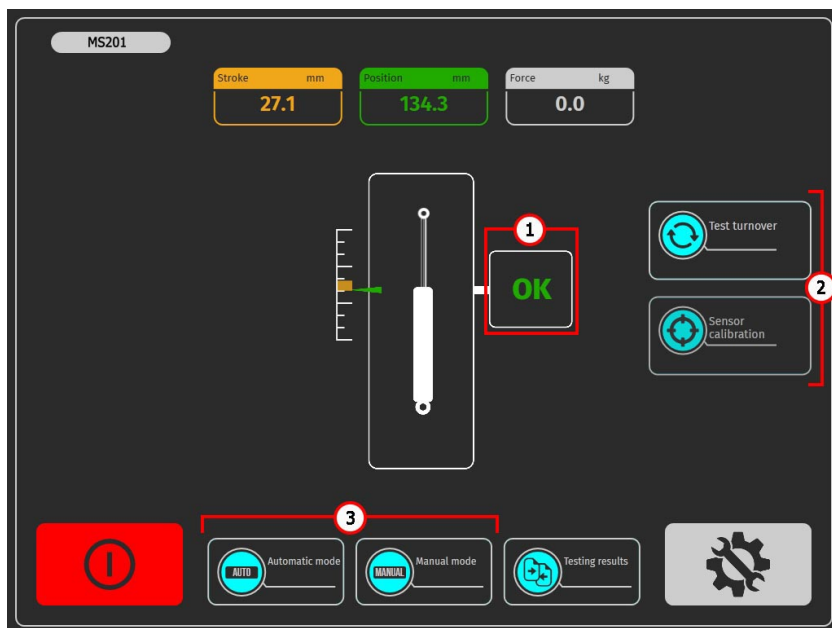 MS201
Stroke mm
27.1
Position mm
134.3
Force kg
0.0
1
OK
Test turnover
2
Sensor
calibration
3
AUTO
Automatic mode
MANUAL
Manual mode
Testing results